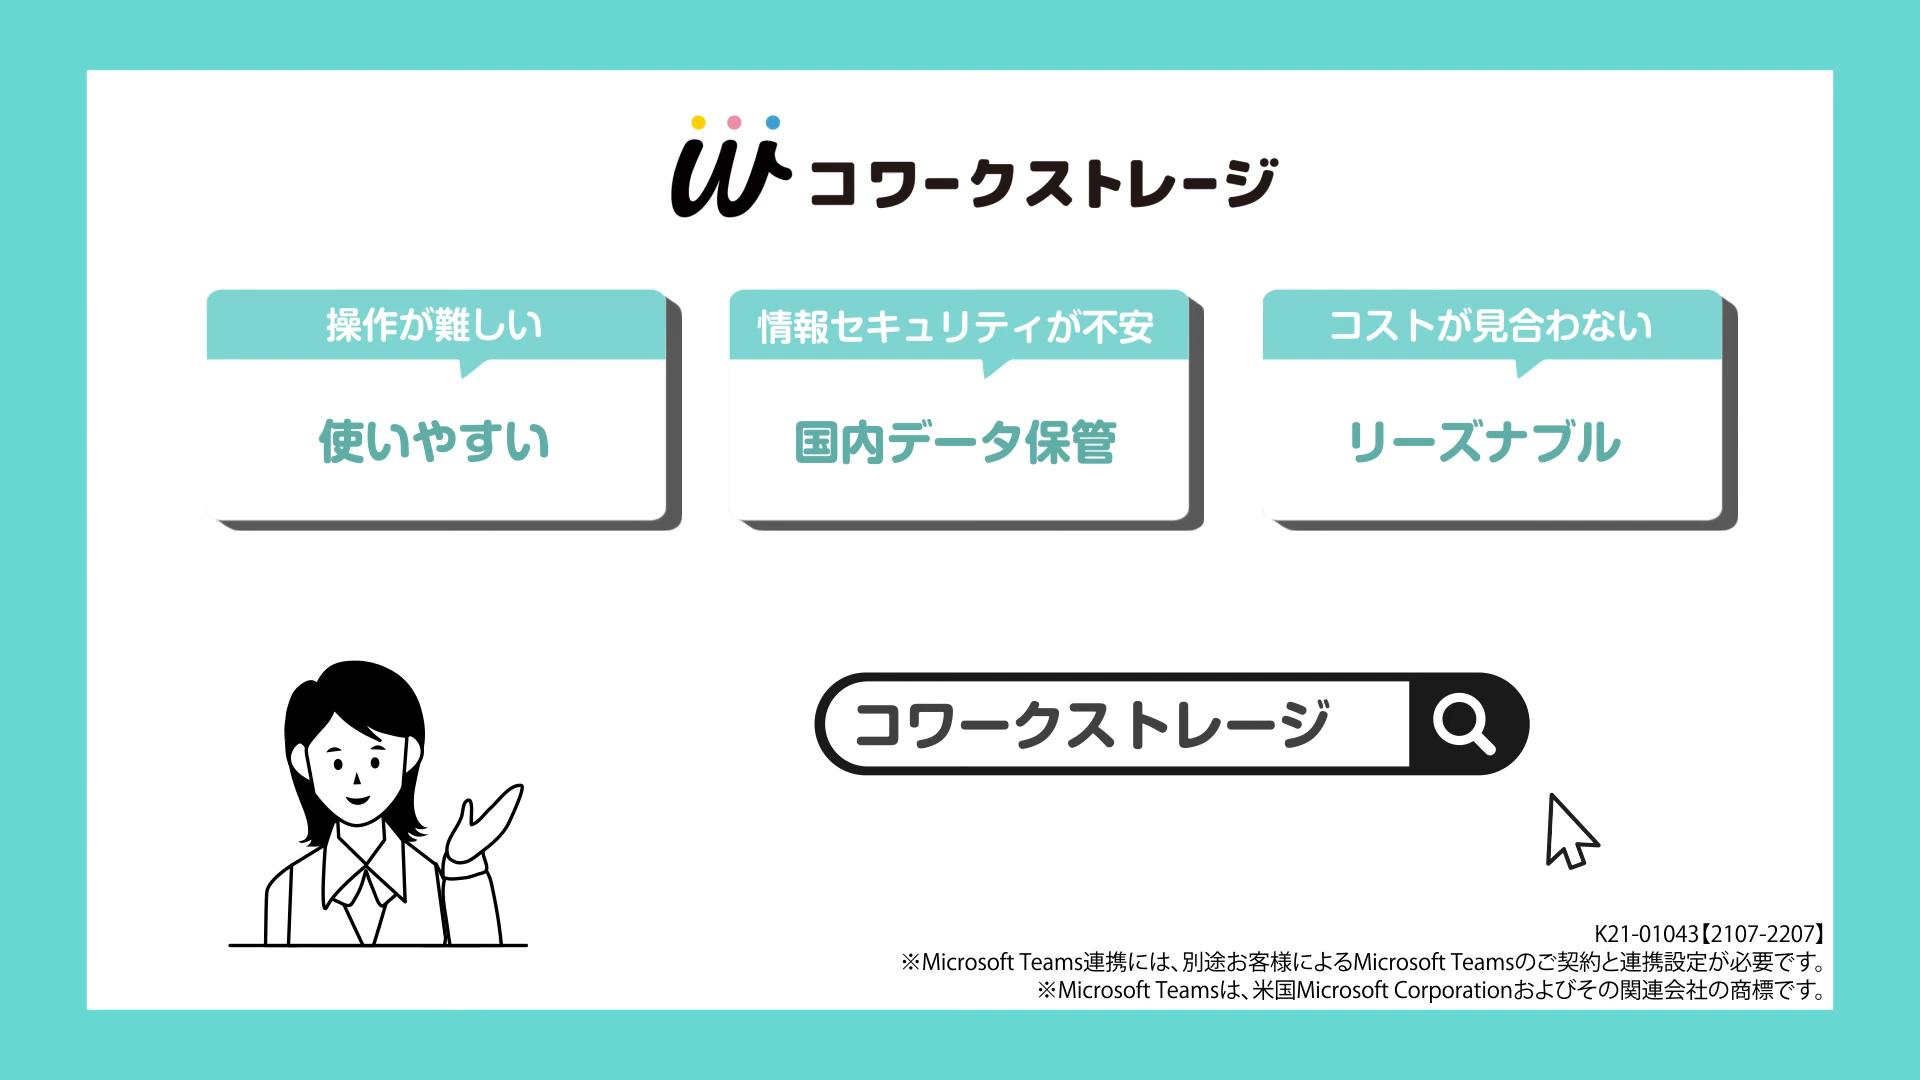 コワークストレージ
操作が難しい
使いやすい
情報セキュリティが不安
国内データ保管
コストが見合わない
リーズナブル
コワークストレージ
K21-01043【2107-2207】
※Microsoft Teams連携には、別途お客様によるMicrosoft Teamsのご契約と連携設定が必要です。
※Microsoft Teamsは、米国Microsoft Corporationおよびその関連会社の商標です。